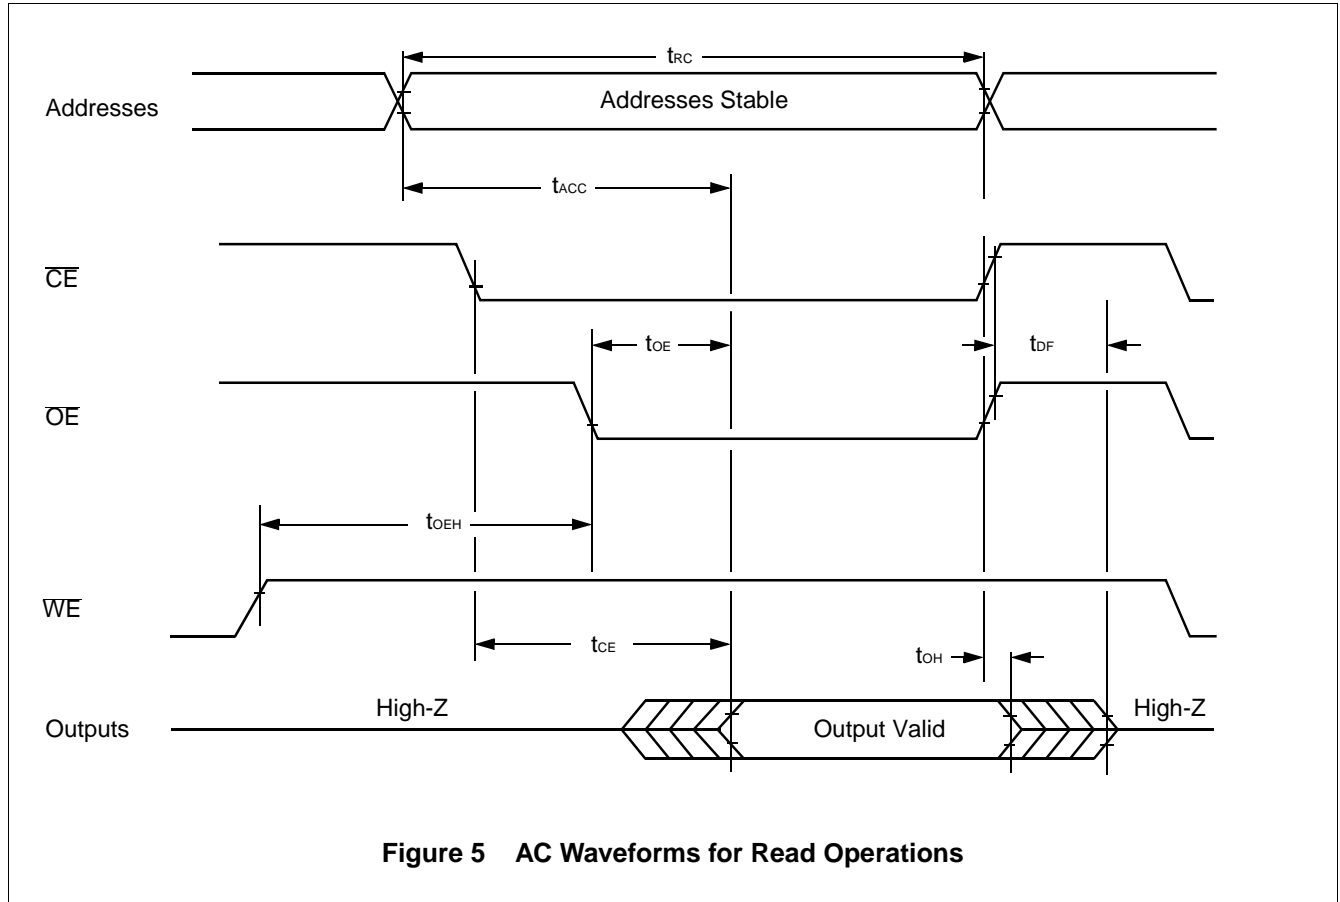 tRC
Addresses
Addresses Stable
tACC
CE
tOE
tDF
OE
tOEH
WE
tCE
tOH
High-Z
High-Z
Outputs
Output Valid
Figure 5 AC Waveforms for Read Operations